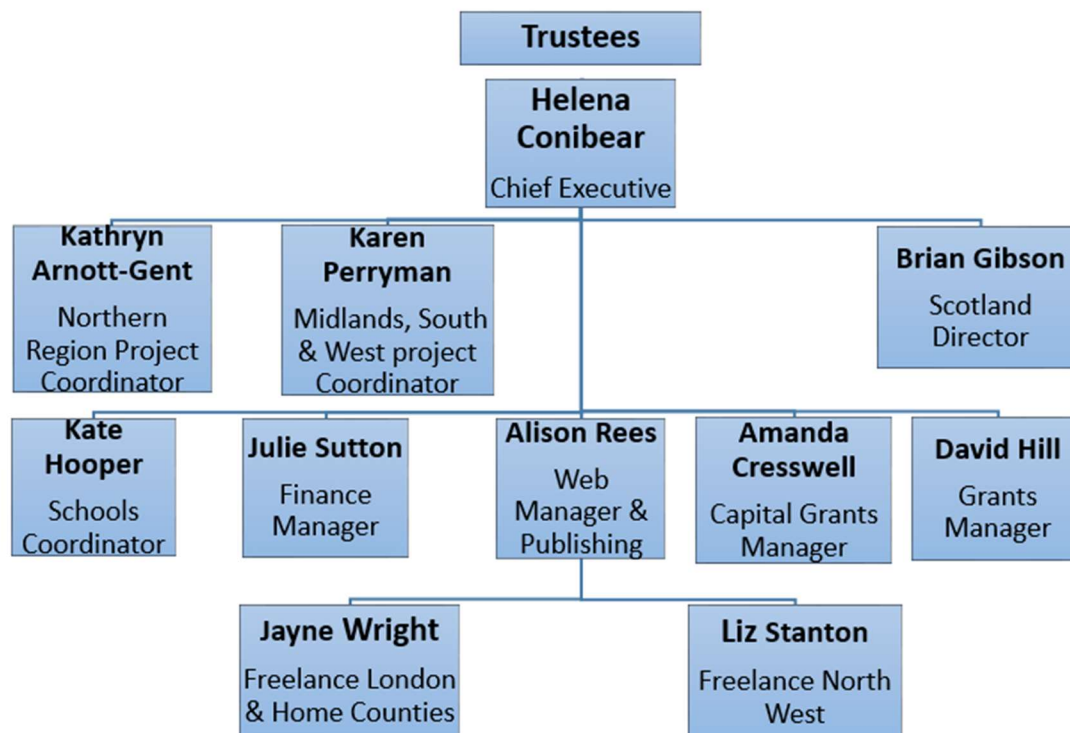 Trustees
Helena
Conibear
Chief Executive
Kathryn
Arnott-Gent
Northern
Region Project
Coordinator
Karen
Perryman
Midlands, South
& West project
Coordinator
Brian Gibson
Scotland
Director
Kate
Hooper
Schools
Coordinator
Julie Sutton
Finance
Manager
Alison Rees
Web
Manager &
Publishing
Amanda
Cresswell
Capital Grants
Manager
David Hill
Grants
Manager
Jayne Wright
Freelance London
& Home Counties
Liz Stanton
Freelance North
West